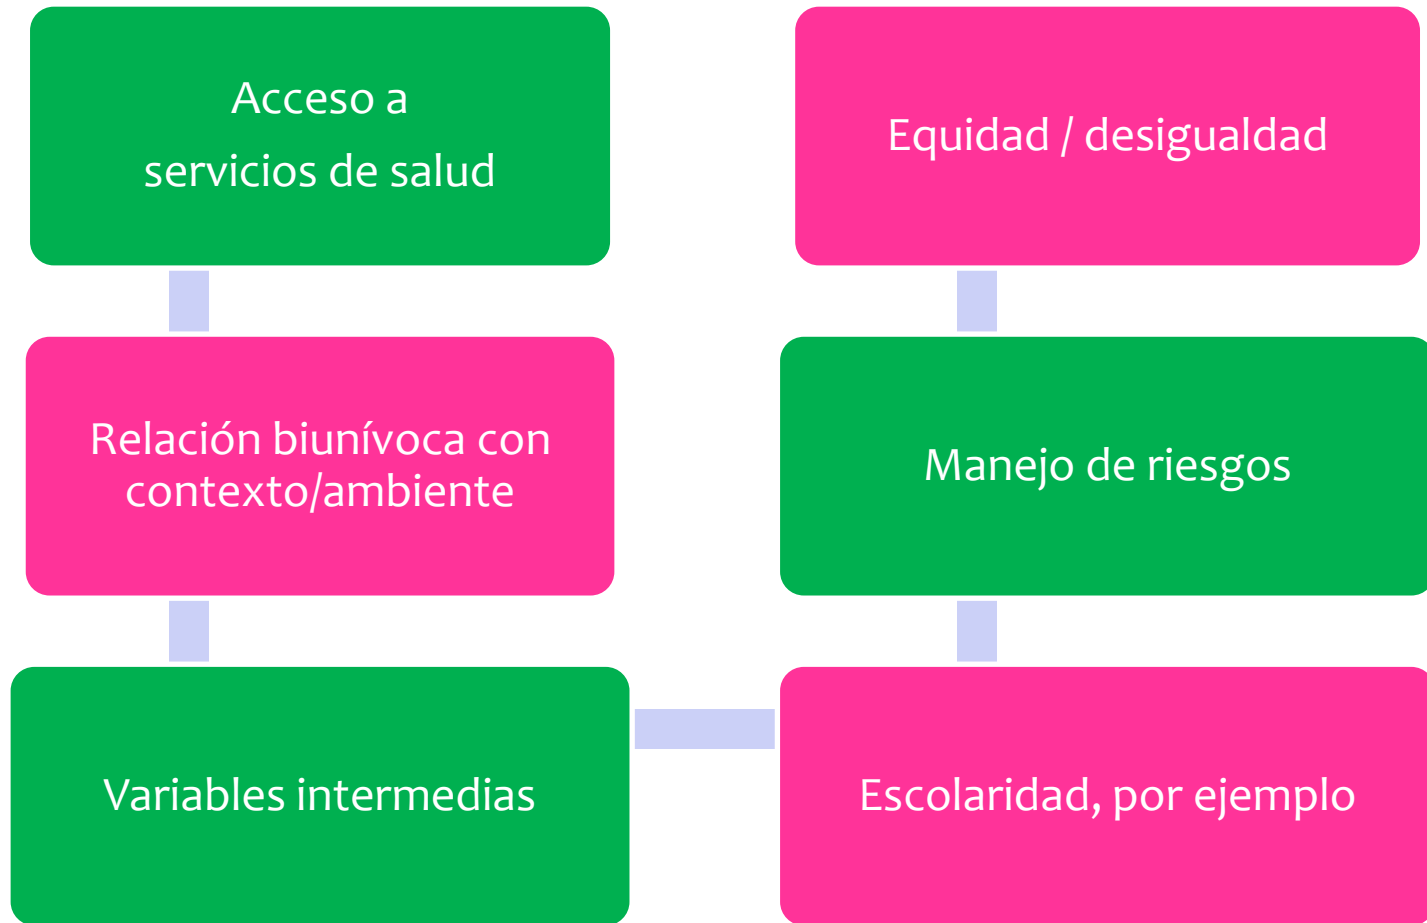 Acceso a
servicios de salud
Relación biunívoca con
contexto/ambiente
Variables intermedias
Escolaridad, por ejemplo
Manejo de riesgos
Equidad / desigualdad